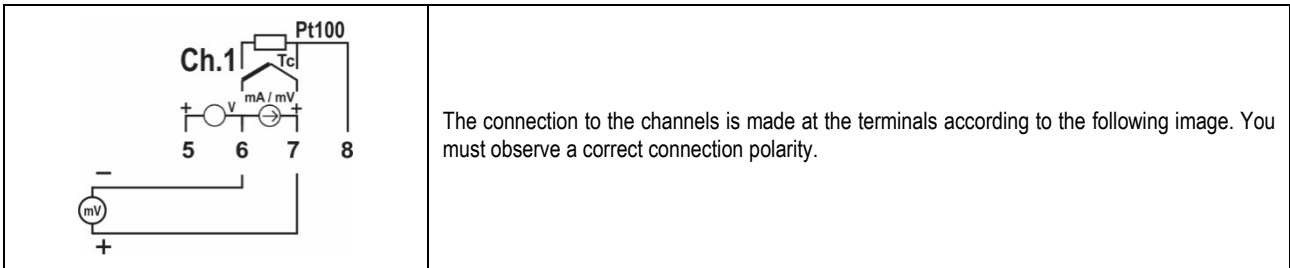 Pt100
Ch.1
Tc
mA / mV
+ V +
5 6 7 8
−
mV
+
The connection to the channels is made at the terminals according to the following image. You
must observe a correct connection polarity.